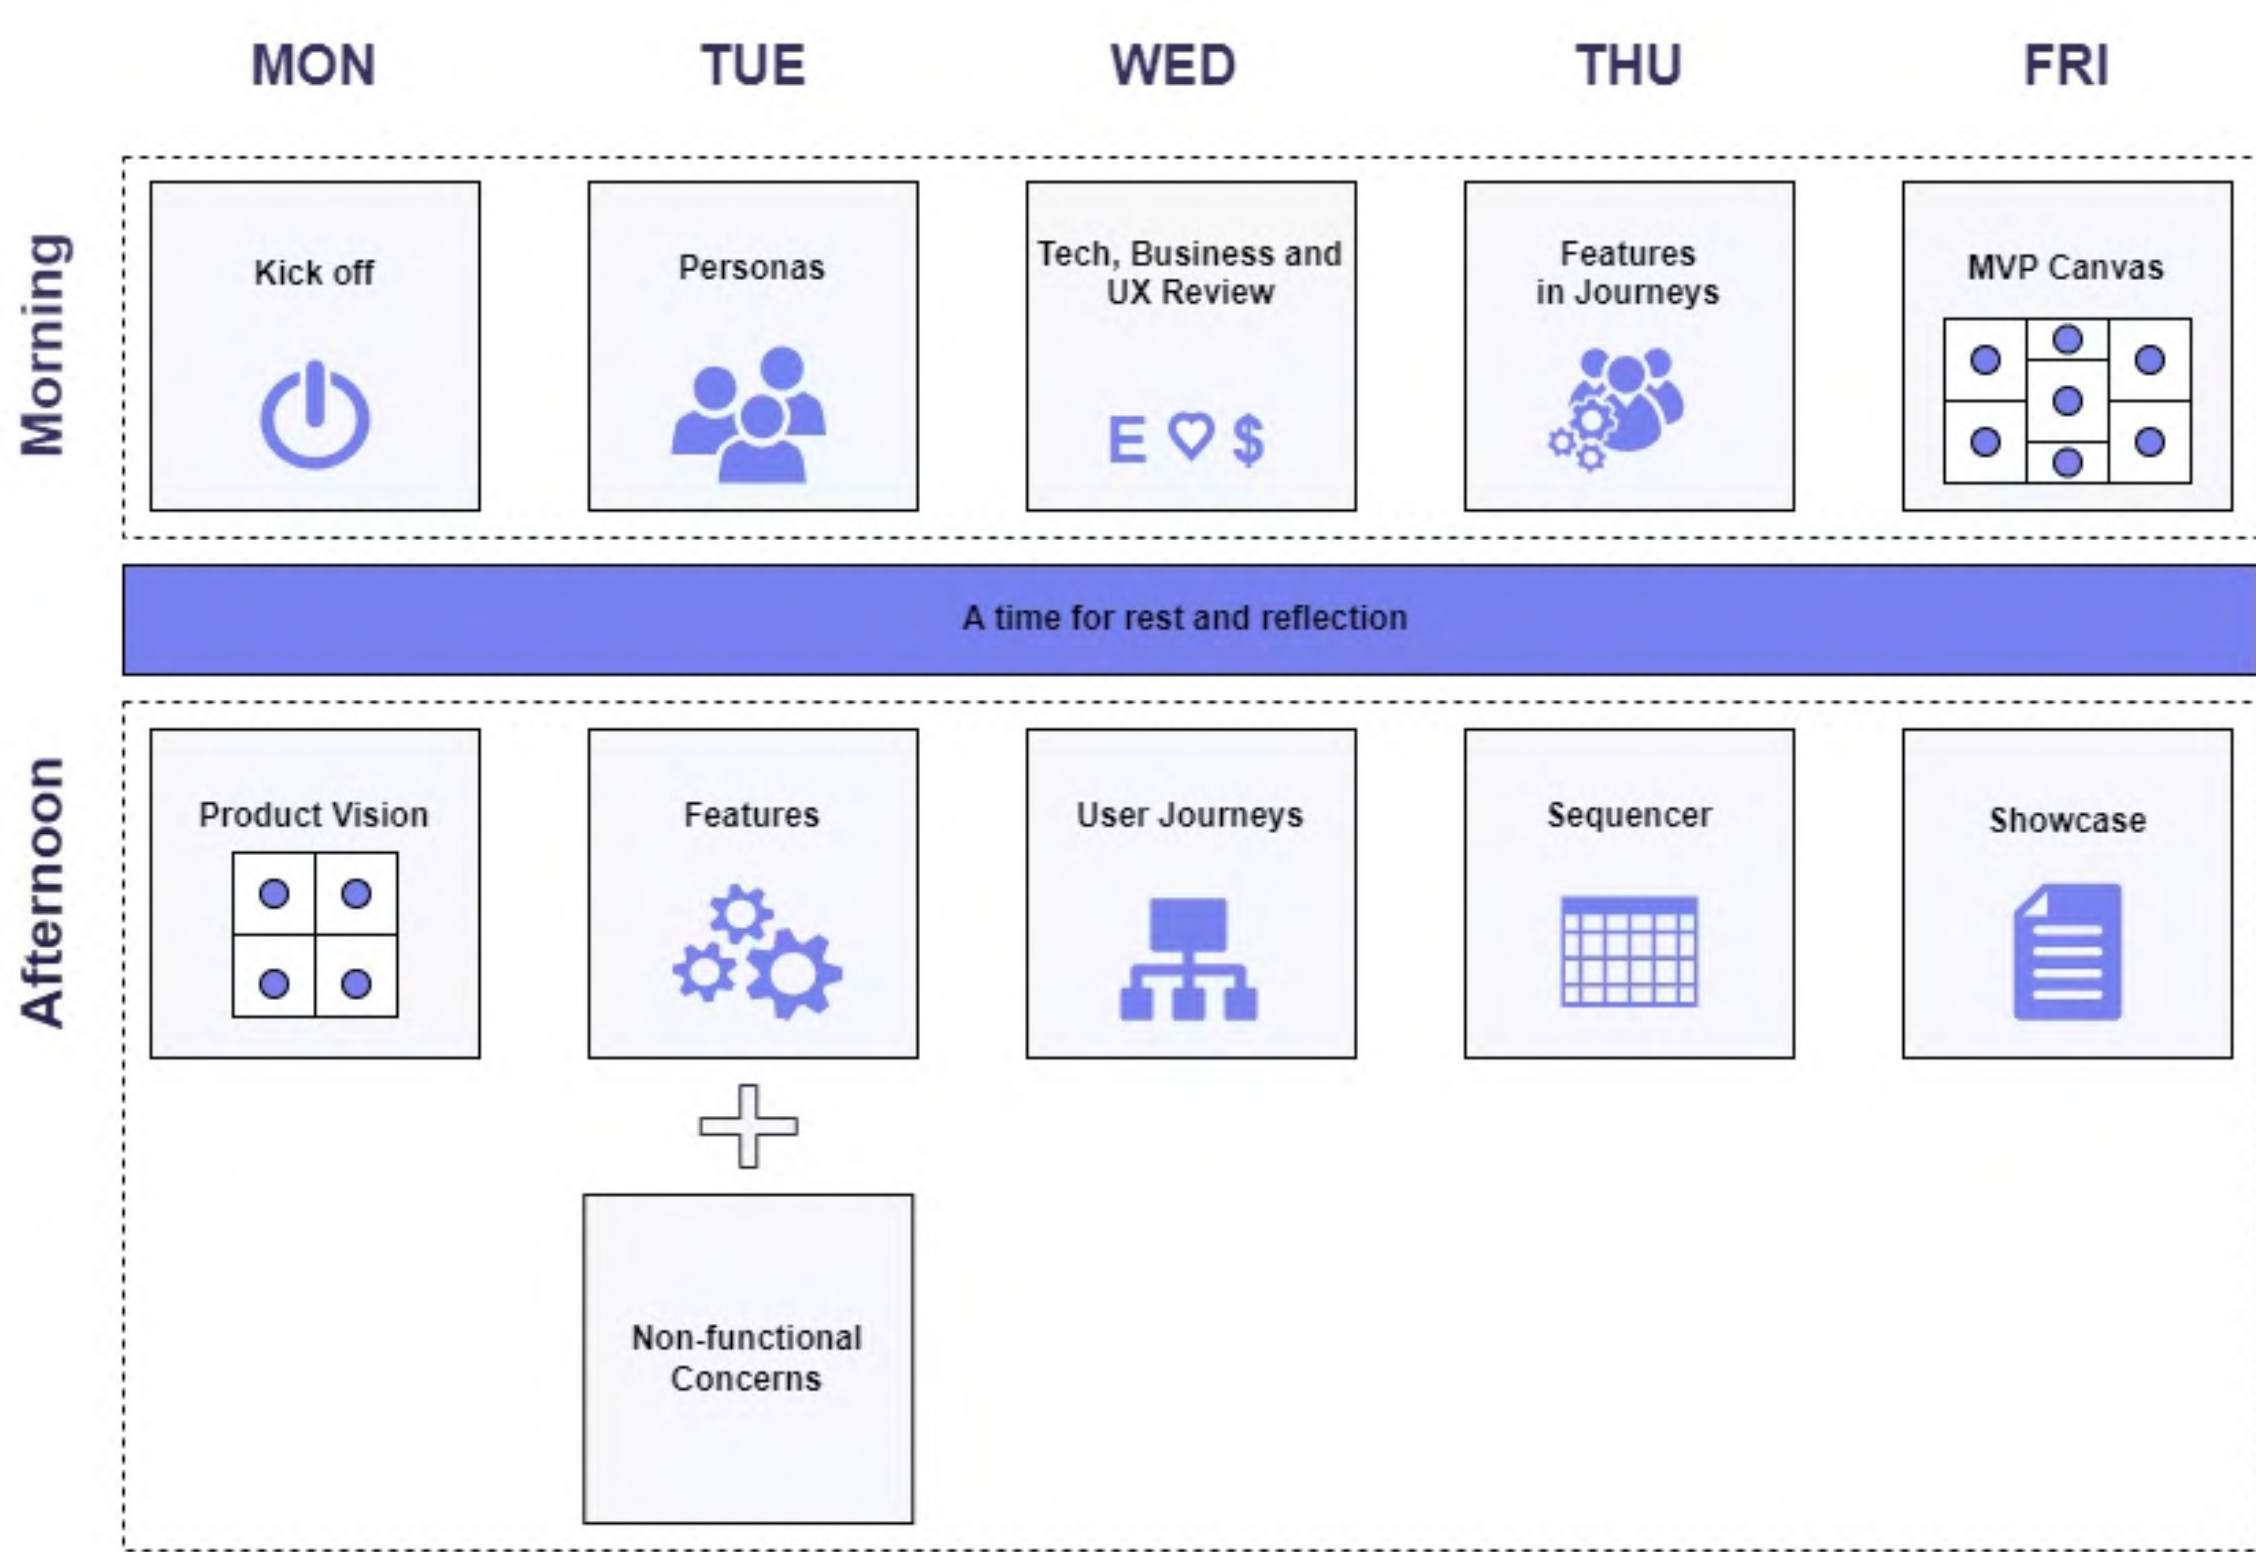 MON TUE WED THU FRI
Morning
Kick off
Personas
Tech, Business and
UX Review
E $
Features
in Journeys
MVP Canvas
A time for rest and reflection
Afternoon
Product Vision
Features
User Journeys
Sequencer
Showcase
Non-functional
Concerns